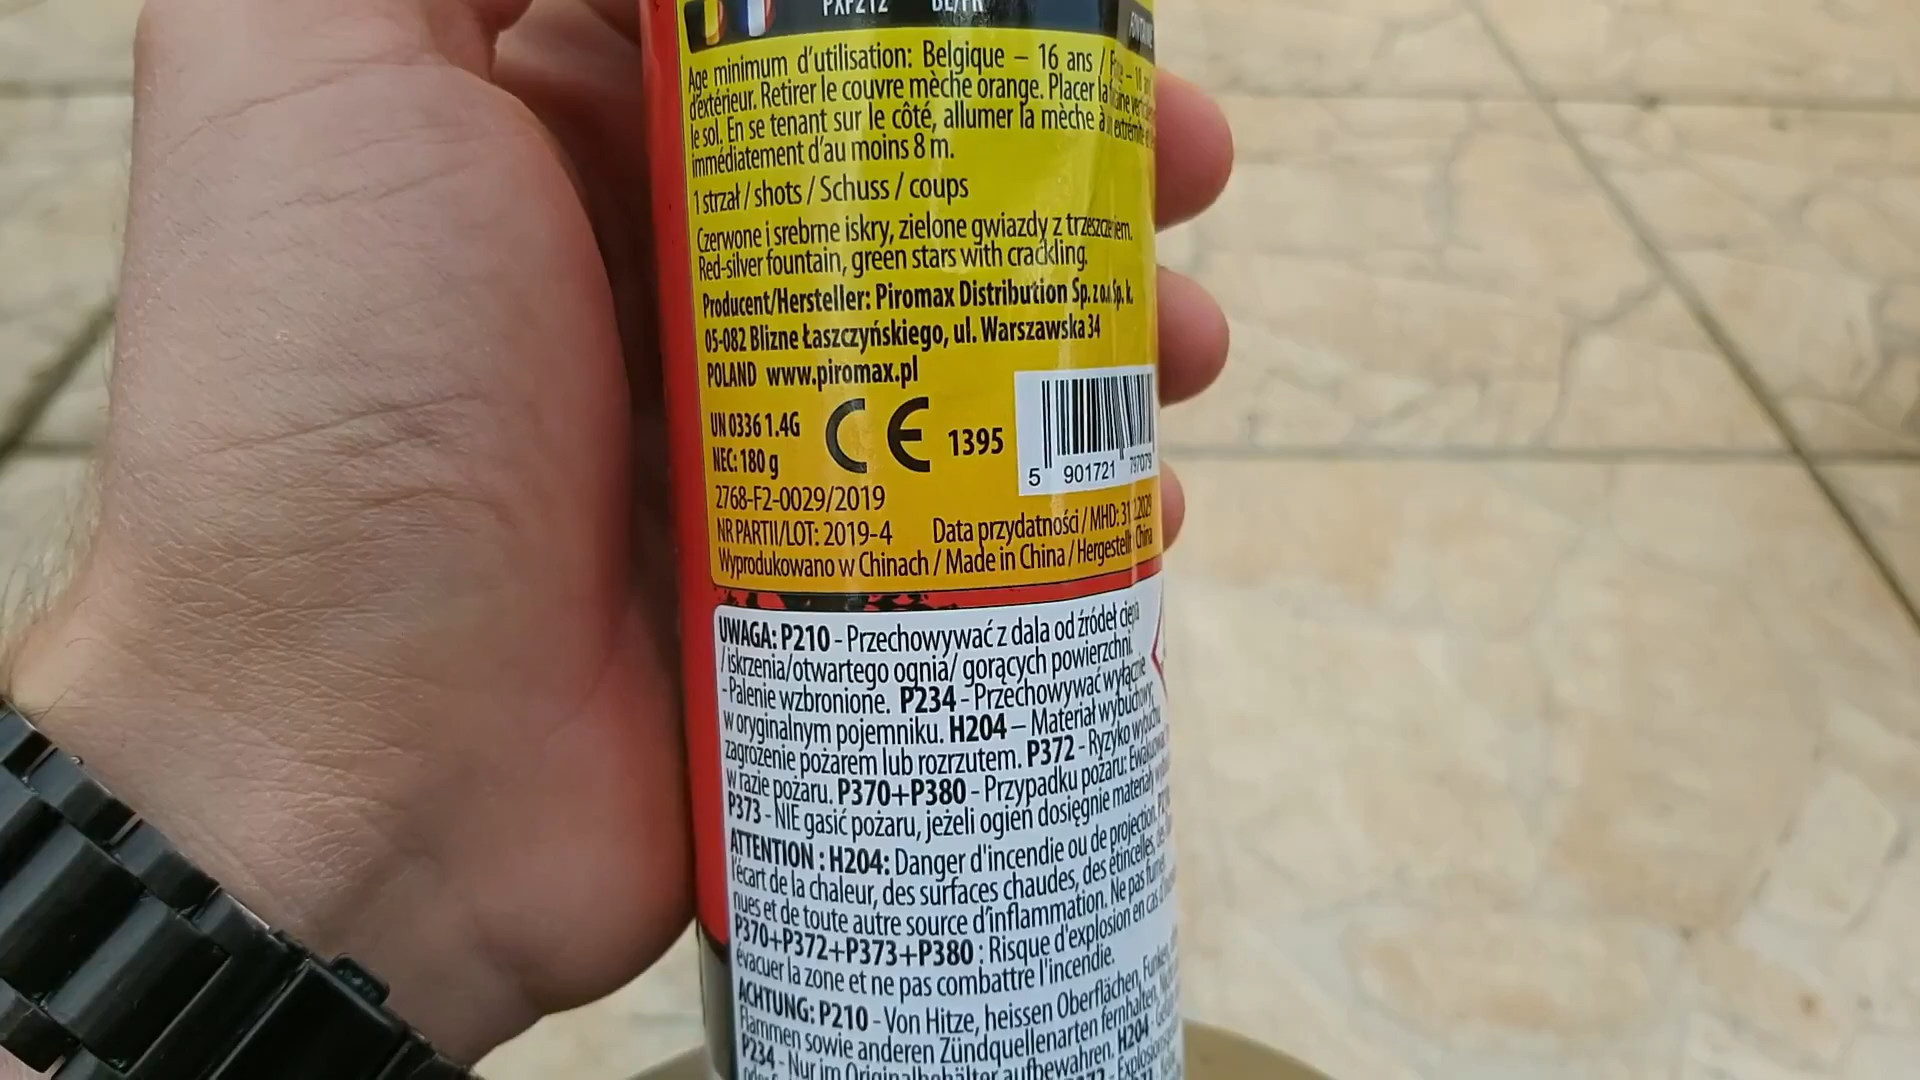 PXF212 BE/FR
Age minimum d'utilisation: Belgique – 16 ans /
d'extérieur. Retirer le couvre mèche orange. Placer la
le sol. En se tenant sur le côté, allumer la mèche à
immédiatement d'au moins 8 m.
1 strzał / shots / Schuss / coups
Czerwone i srebrne iskry, zielone gwiazdy z trzeszczeniem.
Red-silver fountain, green stars with crackling.
Producent/Hersteller: Piromax Distribution Sp. z o.o. Sp. k.
05-082 Blizne Łaszczyńskiego, ul. Warszawska 34
POLAND www.piromax.pl
UN 0336 1.4G
CE 1395
NEC: 180 g
5 901721 797079
2768-F2-0029/2019
NR PARTII/LOT: 2019-4 Data przydatności / MHD: 31
Wyprodukowano w Chinach / Made in China / Hergestellt China
UWAGA: P210 - Przechowywać z dala od źródeł ciepła
/iskrzenia/otwartego ognia/ gorących powierzchni.
- Palenie wzbronione. P234 - Przechowywać wyłącznie
w oryginalnym pojemniku. H204 – Materiał wybuchowy;
zagrożenie pożarem lub rozrzutem. P372 - Ryzyko wybuchu
w razie pożaru. P370+P380 - Przypadku pożaru: Ewakuować
P373 - NIE gasić pożaru, jeżeli ogień dosięgnie materiały
ATTENTION : H204: Danger d'incendie ou de projection.
l'écart de la chaleur, des surfaces chaudes, des étincelles,
nues et de toute autre source d'inflammation. Ne pas fumer.
P370+P372+P373+P380 : Risque d'explosion en cas
évacuer la zone et ne pas combattre l'incendie.
ACHTUNG: P210 - Von Hitze, heissen Oberflächen, Funken,
Flammen sowie anderen Zündquellenarten fernhalten.
P234 - Nur im Originalbehälter aufbewahren. H204